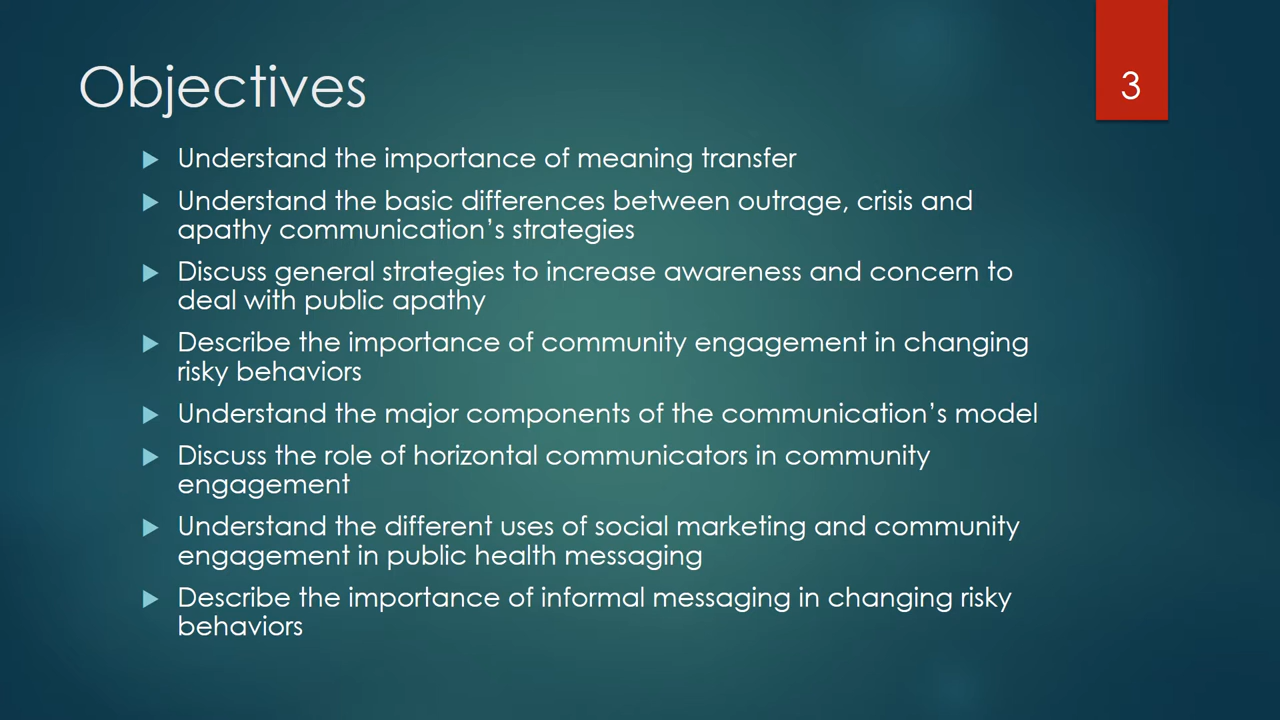 Objectives
3
Understand the importance of meaning transfer
Understand the basic differences between outrage, crisis and
apathy communication's strategies
Discuss general strategies to increase awareness and concern to
deal with public apathy
Describe the importance of community engagement in changing
risky behaviors
Understand the major components of the communication's model
Discuss the role of horizontal communicators in community
engagement
Understand the different uses of social marketing and community
engagement in public health messaging
Describe the importance of informal messaging in changing risky
behaviors